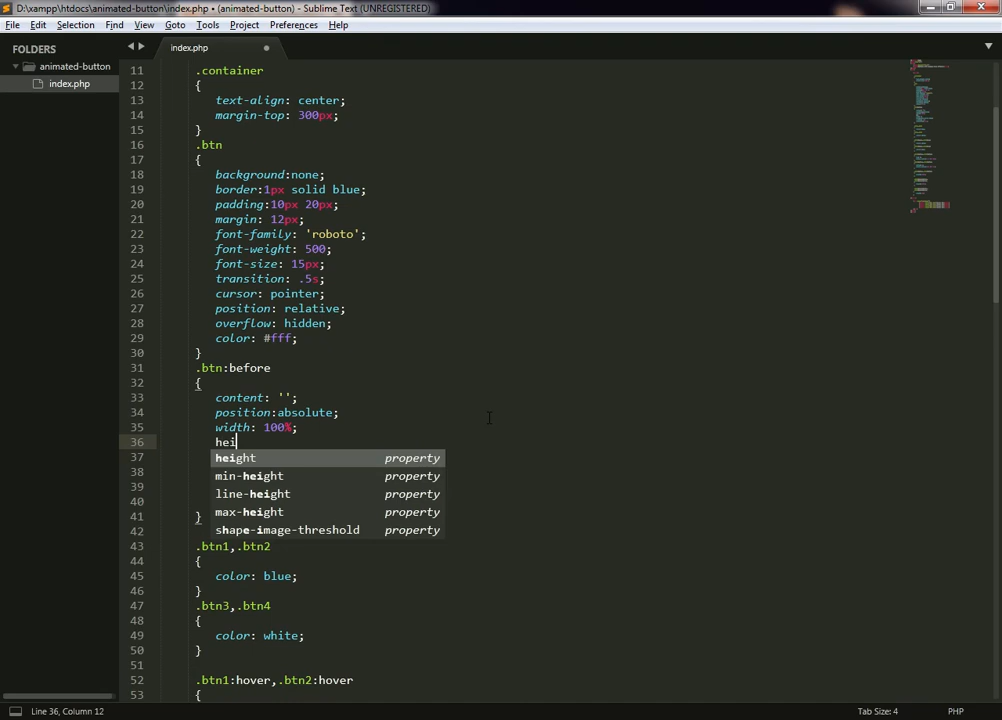 D:\xampp\htdocs\animated-button\index.php • (animated-button) - Sublime Text (UNREGISTERED)
File Edit Selection Find View Goto Tools Project Preferences Help
FOLDERS
animated-button
index.php
index.php
11 .container
12 {
13 text-align: center;
14 margin-top: 300px;
15 }
16 .btn
17 {
18 background:none;
19 border:1px solid blue;
20 padding:10px 20px;
21 margin: 12px;
22 font-family: 'roboto';
23 font-weight: 500;
24 font-size: 15px;
25 transition: .5s;
26 cursor: pointer;
27 position: relative;
28 overflow: hidden;
29 color: #fff;
30 }
31 .btn:before
32 {
33 content: '';
34 position:absolute;
35 width: 100%;
36 hei
37 height property
38 min-height property
39 line-height property
40 max-height property
41 } shape-image-threshold property
42
43 .btn1,.btn2
44 {
45 color: blue;
46 }
47 .btn3,.btn4
48 {
49 color: white;
50 }
51
52 .btn1:hover,.btn2:hover
53 {
Line 36, Column 12 Tab Size: 4 PHP